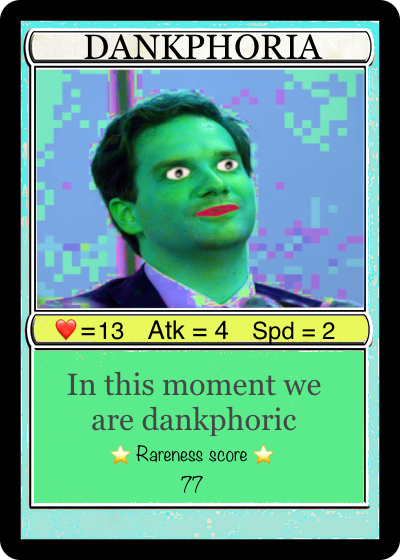 DANKPHORIA
❤️=13 Atk = 4 Spd = 2
In this moment we
are dankphoric
⭐ Rareness score ⭐
77